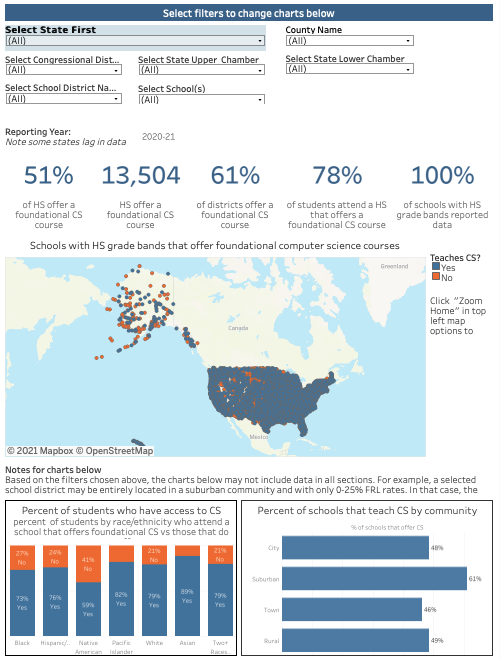 Select filters to change charts below
Select State First
County Name
(All)
(All)
Select Congressional Dist...
Select State Upper Chamber
Select State Lower Chamber
(All)
(All)
(All)
Select School District Na...
Select School(s)
(All)
(All)
Reporting Year:
Note some states lag in data
2020-21
51%
13,504
61%
78%
100%
of HS offer a
foundational CS
course
HS offer a
foundational CS
course
of districts offer a
foundational CS
course
of students attend a HS
that offers a
foundational CS course
of schools with HS
grade bands reported
data
Schools with HS grade bands that offer foundational computer science courses
Teaches CS?
Yes
No
Click "Zoom
Home" in top
left map
options to
Greenland
Canada
Mexico
© 2021 Mapbox © OpenStreetMap
Notes for charts below
Based on the filters chosen above, the charts below may not include data in all sections. For example, a selected
school district may be entirely located in a suburban community and with only 0-25% FRL rates. In that case, the
Percent of students who have access to CS
percent of students by race/ethnicity who attend a
school that offers foundational CS vs those that do
27%
No
24%
No
41%
No
21%
No
21%
No
73%
Yes
76%
Yes
59%
Yes
82%
Yes
79%
Yes
89%
Yes
79%
Yes
Black
Hispanic/..
Native
American
Pacific
Islander
White
Asian
Two+
Races..
Percent of schools that teach CS by community
% of schools that offer CS
City
48%
Suburban
61%
Town
46%
Rural
49%